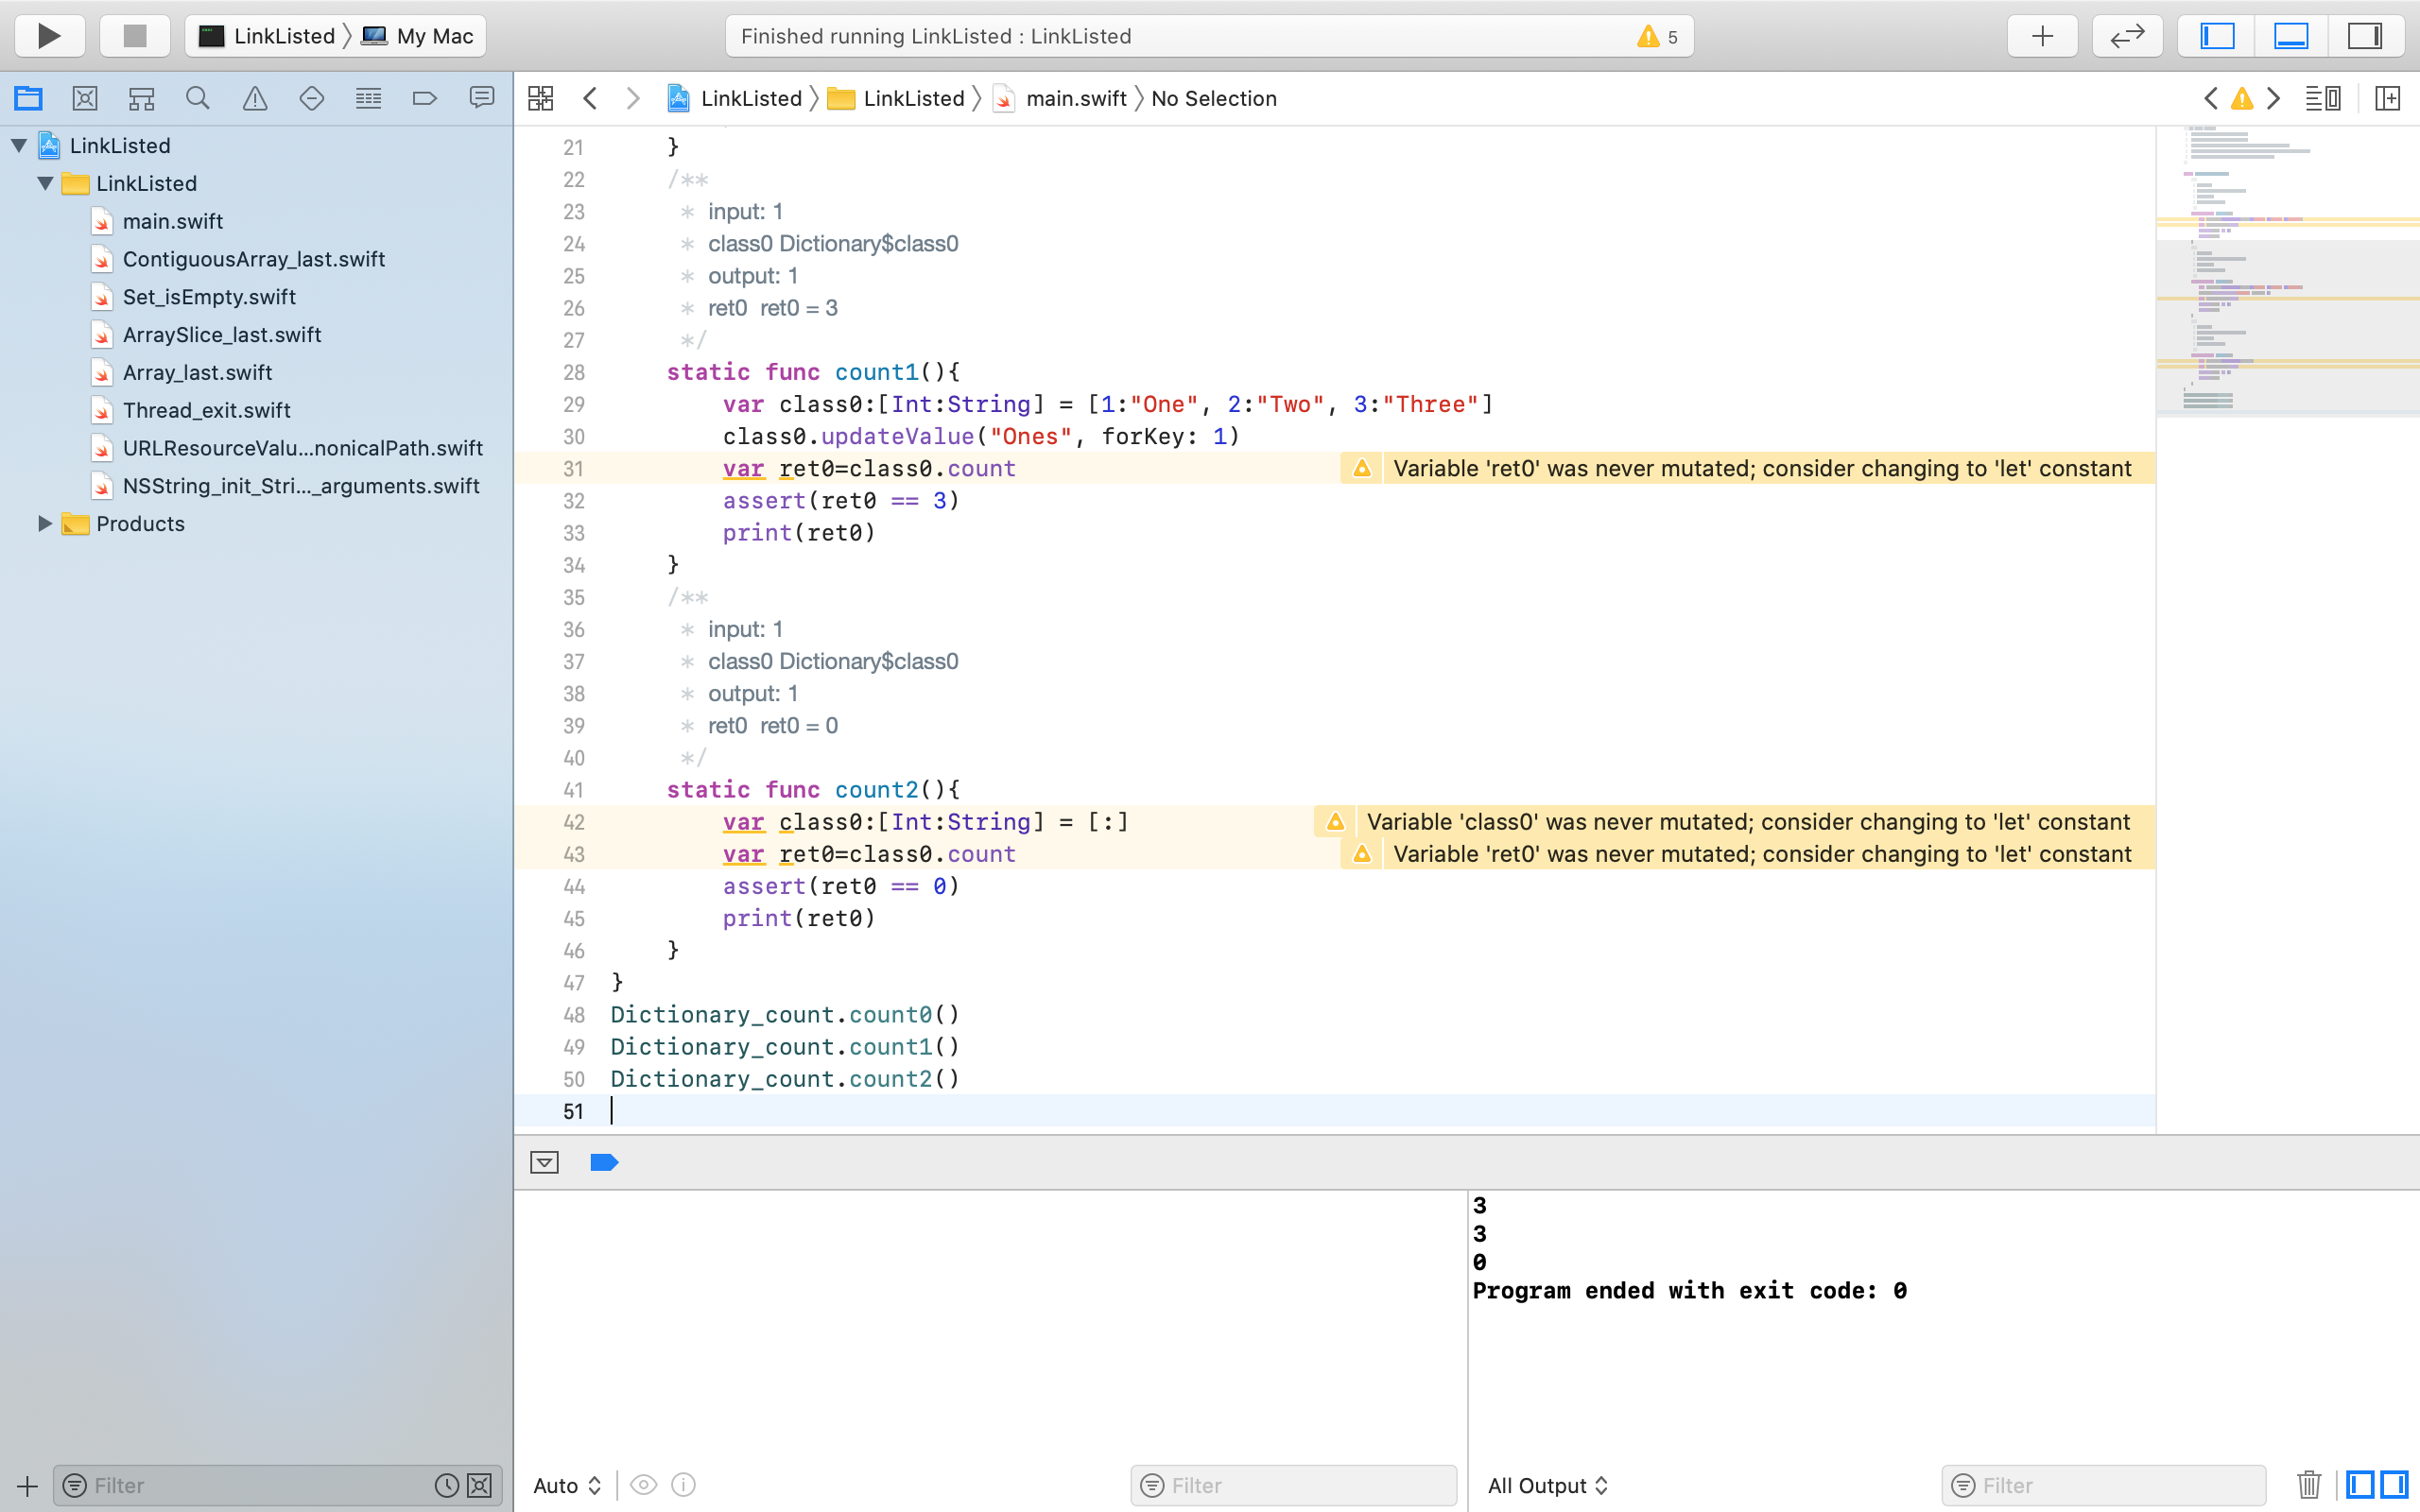 LinkListed 〉 My Mac
Finished running LinkListed : LinkListed
5
LinkListed 〉 LinkListed 〉 main.swift 〉 No Selection
LinkListed
LinkListed
main.swift
ContiguousArray_last.swift
Set_isEmpty.swift
ArraySlice_last.swift
Array_last.swift
Thread_exit.swift
URLResourceValu...nonicalPath.swift
NSString_init_Stri..._arguments.swift
Products
Filter
21 }
22 /**
23 * input: 1
24 * class0 Dictionary$class0
25 * output: 1
26 * ret0 ret0 = 3
27 */
28 static func count1(){
29 var class0:[Int:String] = [1:"One", 2:"Two", 3:"Three"]
30 class0.updateValue("Ones", forKey: 1)
31 var ret0=class0.count Variable 'ret0' was never mutated; consider changing to 'let' constant
32 assert(ret0 == 3)
33 print(ret0)
34 }
35 /**
36 * input: 1
37 * class0 Dictionary$class0
38 * output: 1
39 * ret0 ret0 = 0
40 */
41 static func count2(){
42 var class0:[Int:String] = [:] Variable 'class0' was never mutated; consider changing to 'let' constant
43 var ret0=class0.count Variable 'ret0' was never mutated; consider changing to 'let' constant
44 assert(ret0 == 0)
45 print(ret0)
46 }
47 }
48 Dictionary_count.count0()
49 Dictionary_count.count1()
50 Dictionary_count.count2()
51
Auto
Filter
3
3
0
Program ended with exit code: 0
All Output
Filter